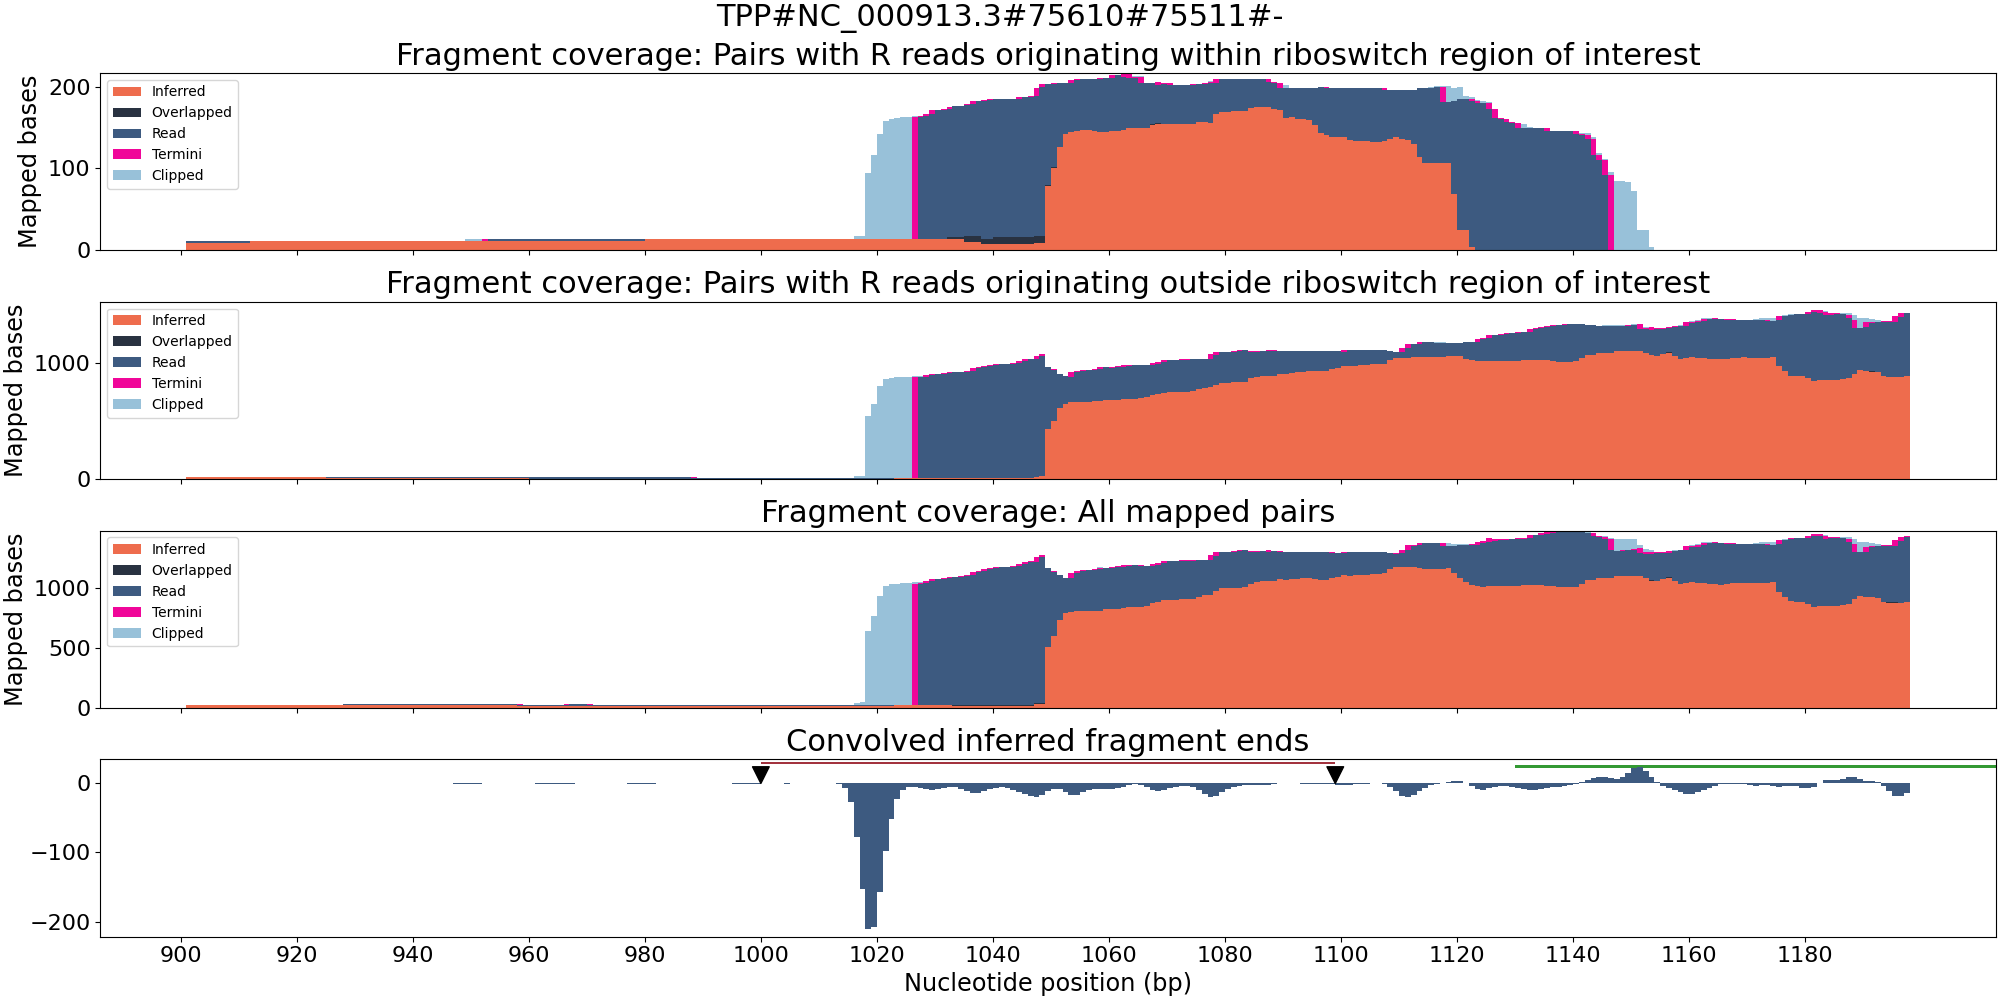 TPP#NC_000913.3#75610#75511#-
Fragment coverage: Pairs with R reads originating within riboswitch region of interest
Mapped bases
200
100
0
Inferred
Overlapped
Read
Termini
Clipped
Fragment coverage: Pairs with R reads originating outside riboswitch region of interest
Mapped bases
1000
0
Inferred
Overlapped
Read
Termini
Clipped
Fragment coverage: All mapped pairs
Mapped bases
1000
500
0
Inferred
Overlapped
Read
Termini
Clipped
Convolved inferred fragment ends
0
−100
−200
900 920 940 960 980 1000 1020 1040 1060 1080 1100 1120 1140 1160 1180
Nucleotide position (bp)